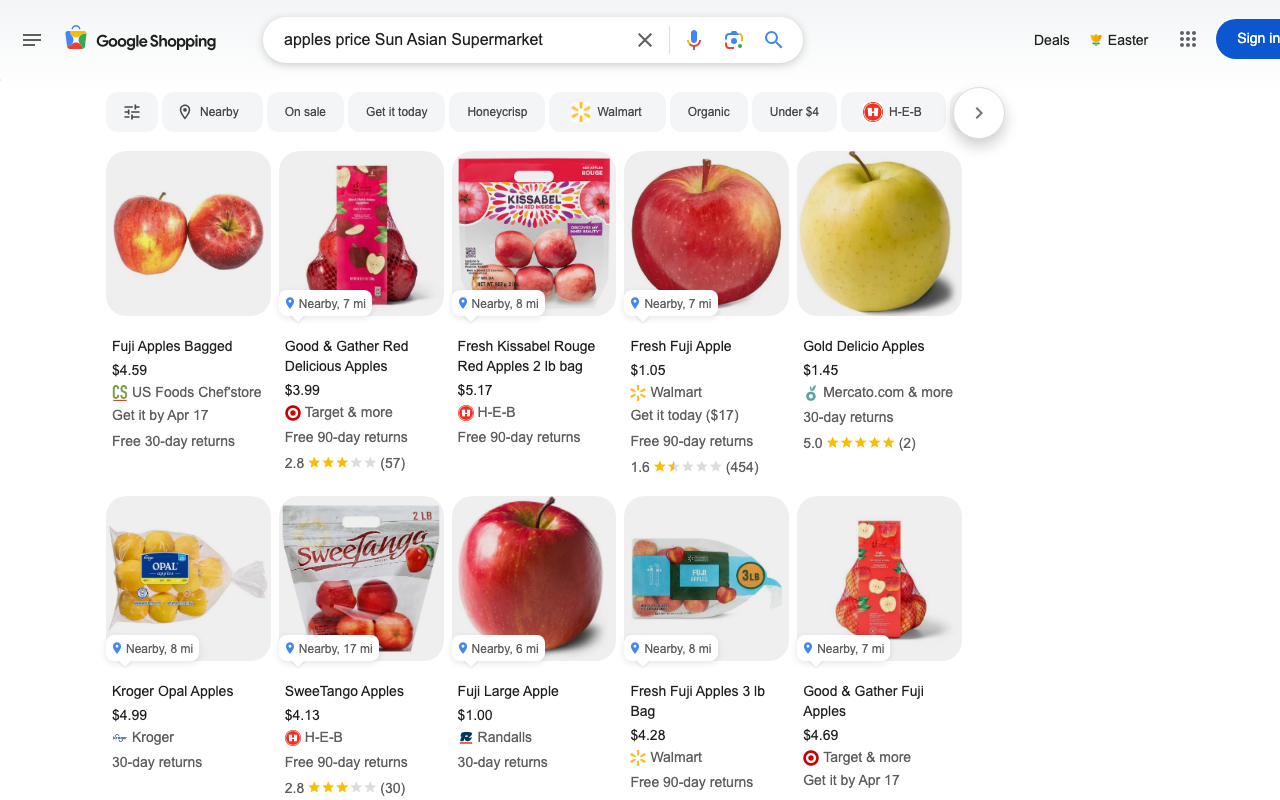 Google Shopping
apples price Sun Asian Supermarket
Deals
Easter
Sign in
Nearby
On sale
Get it today
Honeycrisp
Walmart
Organic
Under $4
H-E-B
KISSABEL
I'M RED INSIDE
ROUGE
Nearby, 7 mi
Nearby, 8 mi
Nearby, 7 mi
Fuji Apples Bagged
$4.59
US Foods Chef'store
Get it by Apr 17
Free 30-day returns
Good & Gather Red
Delicious Apples
$3.99
Target & more
Free 90-day returns
2.8 (57)
Fresh Kissabel Rouge
Red Apples 2 lb bag
$5.17
H-E-B
Free 90-day returns
Fresh Fuji Apple
$1.05
Walmart
Get it today ($17)
Free 90-day returns
1.6 (454)
Gold Delicio Apples
$1.45
Mercato.com & more
30-day returns
5.0 (2)
OPAL
2 LB
SweeTango
FUJI
APPLES
3LB
Nearby, 8 mi
Nearby, 17 mi
Nearby, 6 mi
Nearby, 8 mi
Nearby, 7 mi
Kroger Opal Apples
$4.99
Kroger
30-day returns
SweeTango Apples
$4.13
H-E-B
Free 90-day returns
2.8 (30)
Fuji Large Apple
$1.00
Randalls
30-day returns
Fresh Fuji Apples 3 lb
Bag
$4.28
Walmart
Free 90-day returns
Good & Gather Fuji
Apples
$4.69
Target & more
Get it by Apr 17